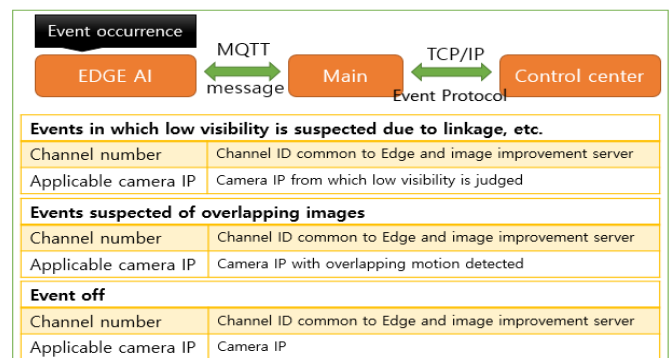 Event occurrence
EDGE AI
MQTT
message
Main
TCP/IP
Event Protocol
Control center
Events in which low visibility is suspected due to linkage, etc.
Channel number Channel ID common to Edge and image improvement server
Applicable camera IP Camera IP from which low visibility is judged
Events suspected of overlapping images
Channel number Channel ID common to Edge and image improvement server
Applicable camera IP Camera IP with overlapping motion detected
Event off
Channel number Channel ID common to Edge and image improvement server
Applicable camera IP Camera IP